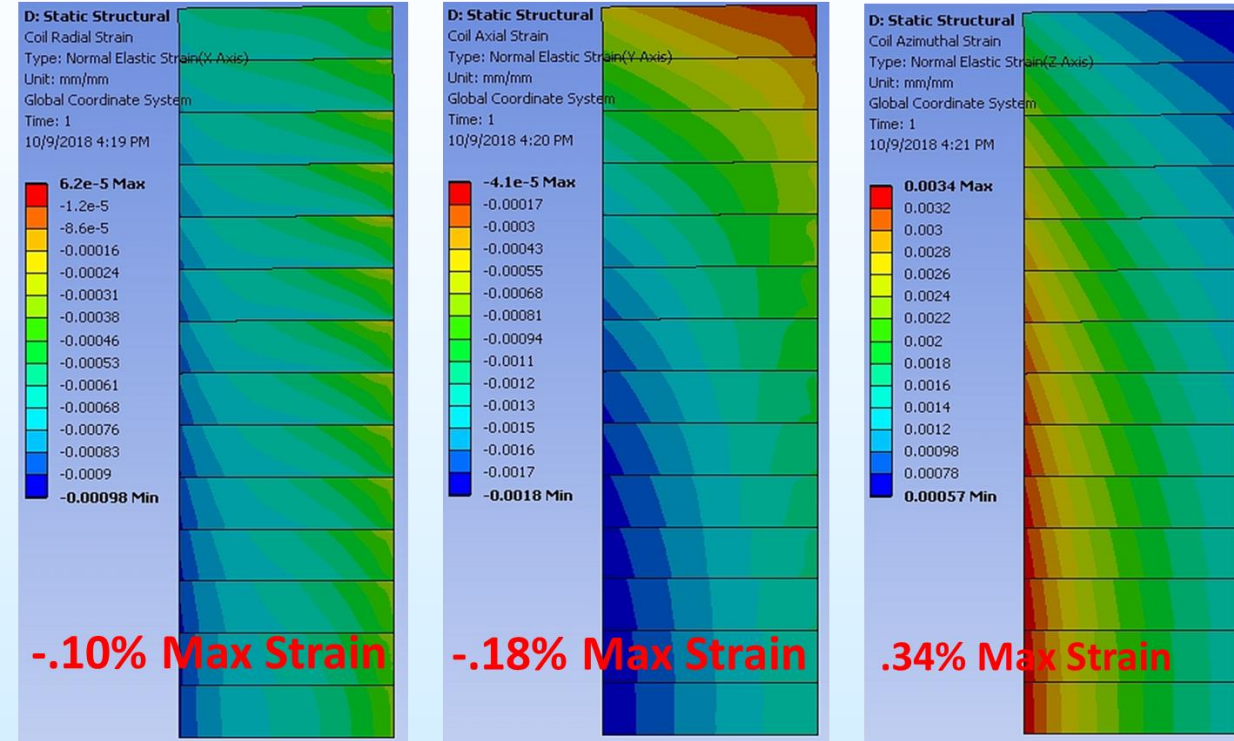 D: Static Structural
Coil Radial Strain
Type: Normal Elastic Strain(X Axis)
Unit: mm/mm
Global Coordinate System
Time: 1
10/9/2018 4:19 PM
6.2e-5 Max
-1.2e-5
-8.6e-5
-0.00016
-0.00024
-0.00031
-0.00038
-0.00046
-0.00053
-0.00061
-0.00068
-0.00076
-0.00083
-0.0009
-0.00098 Min
-.10% Max Strain
D: Static Structural
Coil Axial Strain
Type: Normal Elastic Strain(Y Axis)
Unit: mm/mm
Global Coordinate System
Time: 1
10/9/2018 4:20 PM
-4.1e-5 Max
-0.00017
-0.0003
-0.00043
-0.00055
-0.00068
-0.00081
-0.00094
-0.0011
-0.0012
-0.0013
-0.0015
-0.0016
-0.0017
-0.0018 Min
-.18% Max Strain
D: Static Structural
Coil Azimuthal Strain
Type: Normal Elastic Strain(Z Axis)
Unit: mm/mm
Global Coordinate System
Time: 1
10/9/2018 4:21 PM
0.0034 Max
0.0032
0.003
0.0028
0.0026
0.0024
0.0022
0.002
0.0018
0.0016
0.0014
0.0012
0.00098
0.00078
0.00057 Min
.34% Max Strain